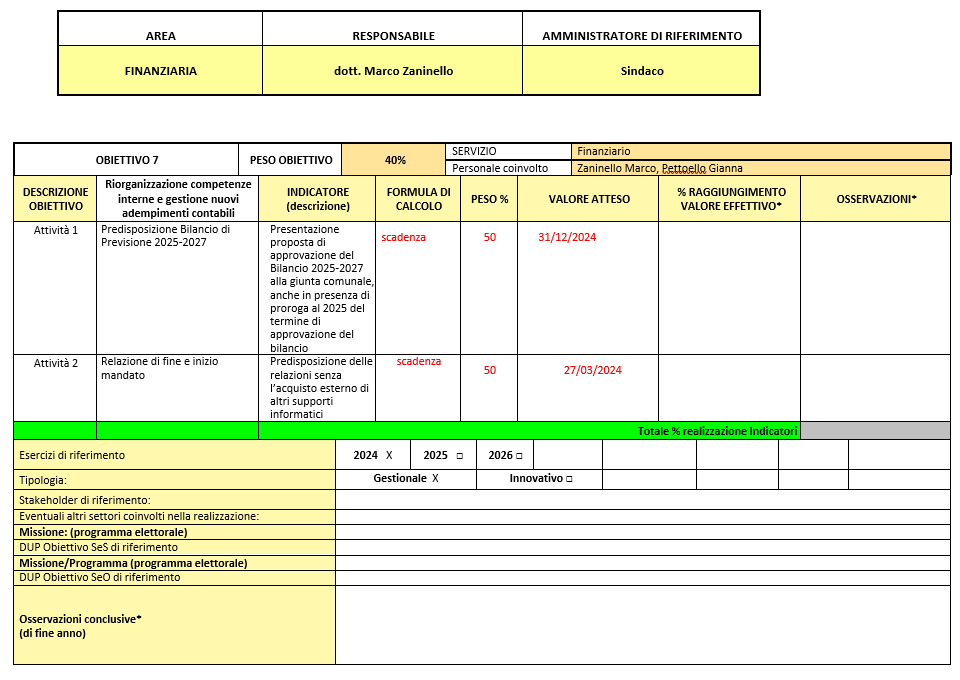 AREA
RESPONSABILE
AMMINISTRATORE DI RIFERIMENTO
FINANZIARIA
dott. Marco Zaninello
Sindaco
OBIETTIVO 7
PESO OBIETTIVO
40%
SERVIZIO
Finanziario
Personale coinvolto
Zaninello Marco, Pettoello Gianna
DESCRIZIONE
OBIETTIVO
Riorganizzazione competenze
interne e gestione nuovi
adempimenti contabili
INDICATORE
(descrizione)
FORMULA DI
CALCOLO
PESO %
VALORE ATTESO
% RAGGIUNGIMENTO
VALORE EFFETTIVO*
OSSERVAZIONI*
Attività 1
Predisposizione Bilancio di
Previsione 2025-2027
Presentazione
proposta di
approvazione del
Bilancio 2025-2027
alla giunta comunale,
anche in presenza di
proroga al 2025 del
termine di
approvazione del
bilancio
scadenza
50
31/12/2024
Attività 2
Relazione di fine e inizio
mandato
Predisposizione delle
relazioni senza
l'acquisto esterno di
altri supporti
informatici
scadenza
50
27/03/2024
Totale % realizzazione Indicatori
Esercizi di riferimento
2024 X
2025 □
2026 □
Tipologia:
Gestionale X
Innovativo □
Stakeholder di riferimento:
Eventuali altri settori coinvolti nella realizzazione:
Missione: (programma elettorale)
DUP Obiettivo SeS di riferimento
Missione/Programma (programma elettorale)
DUP Obiettivo SeO di riferimento
Osservazioni conclusive*
(di fine anno)